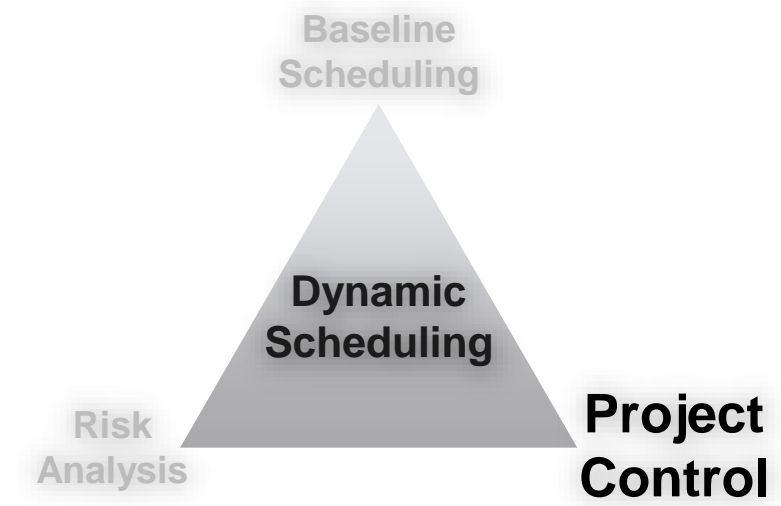 Baseline
Scheduling
Dynamic
Scheduling
Risk
Analysis
Project
Control